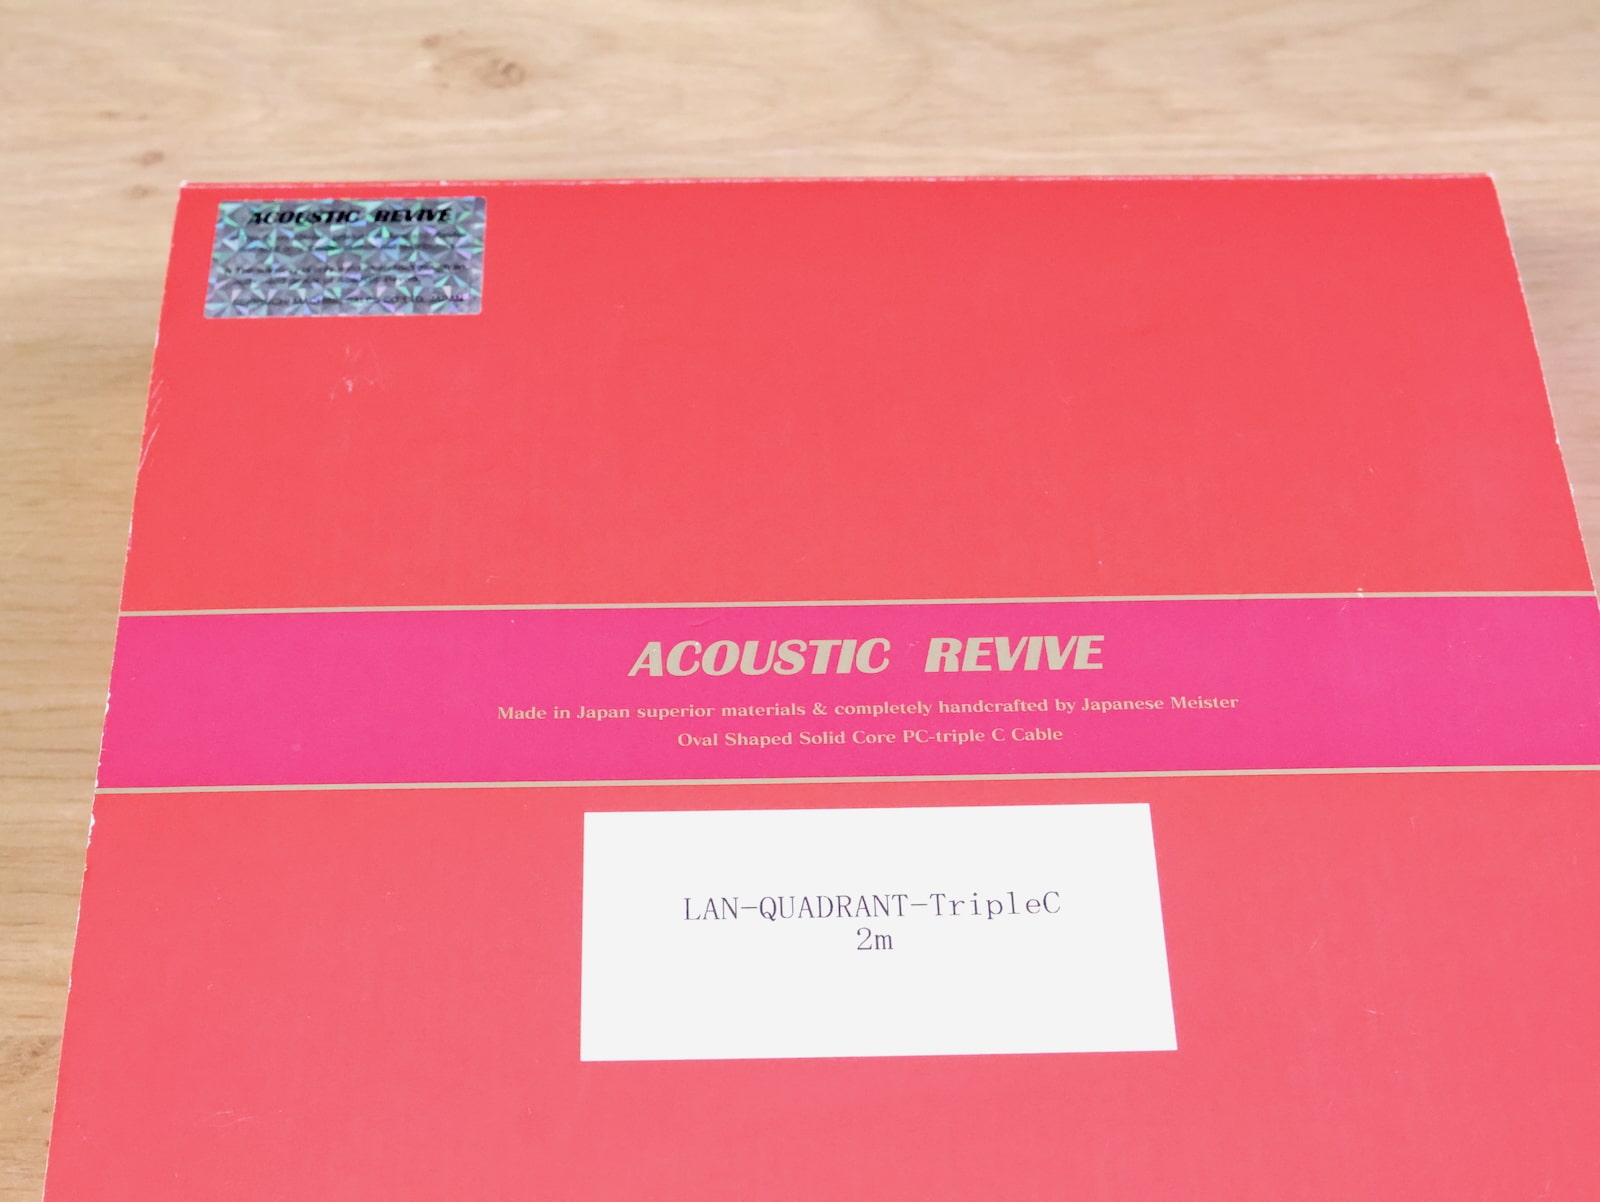 ACOUSTIC REVIVE
ACOUSTIC REVIVE
Made in Japan superior materials & completely handcrafted by Japanese Meister
Oval Shaped Solid Core PC-triple C Cable
LAN-QUADRANT-TripleC
2m